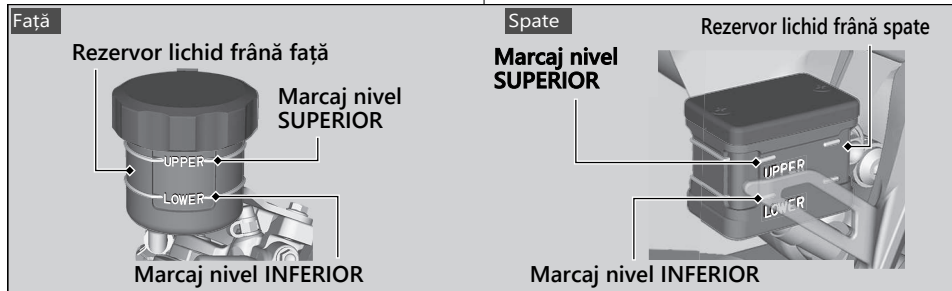 Față
Rezervor lichid frână față
Marcaj nivel
SUPERIOR
UPPER
LOWER
Marcaj nivel INFERIOR
Spate
Rezervor lichid frână spate
Marcaj nivel
SUPERIOR
UPPER
LOWER
Marcaj nivel INFERIOR